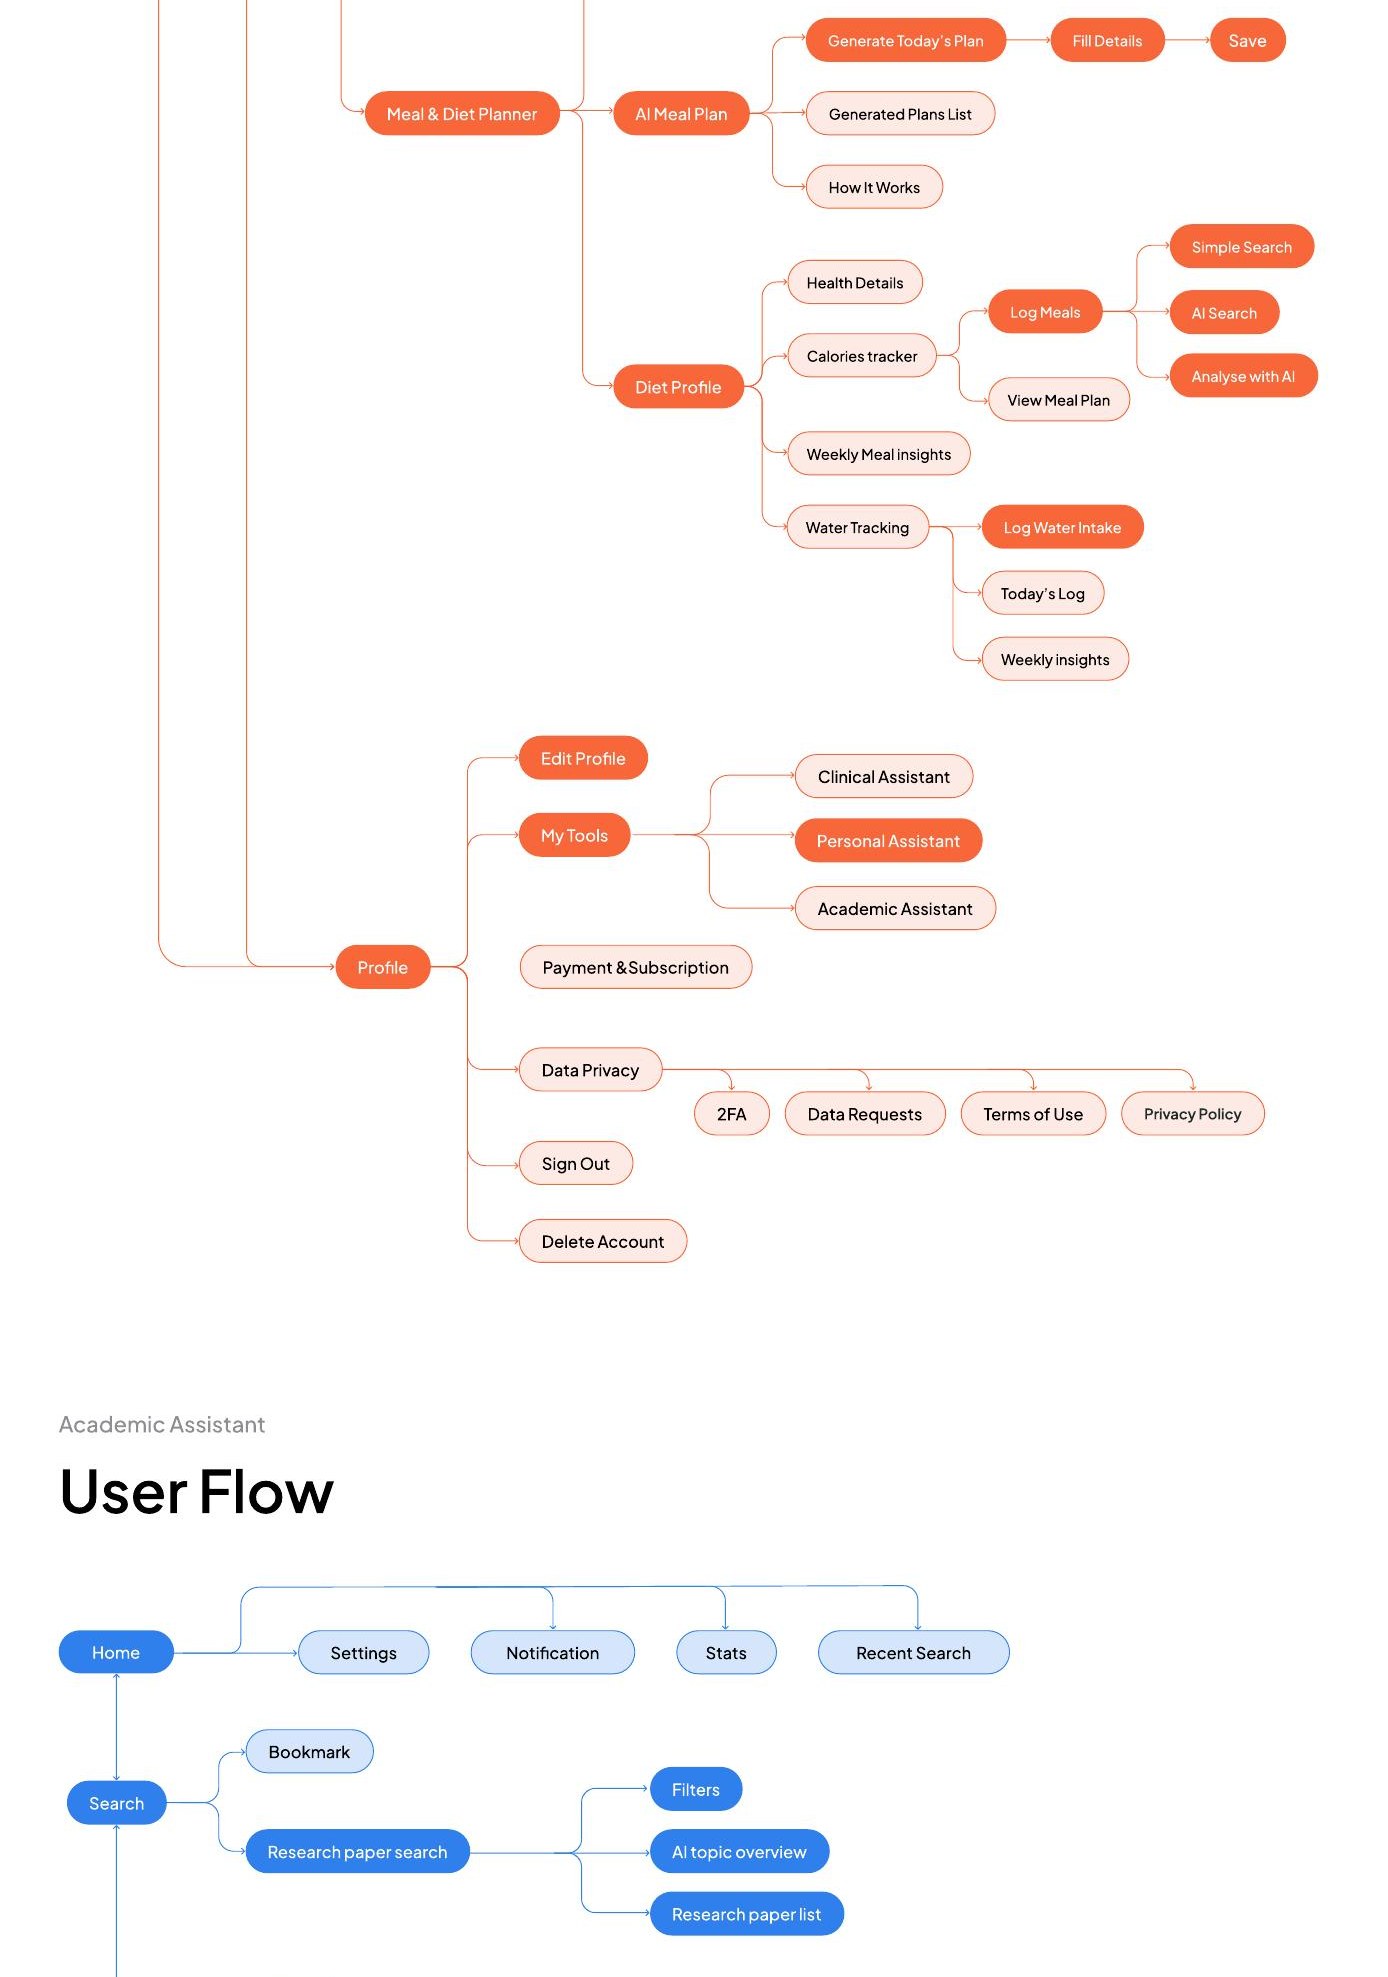 Generate Today's Plan
Fill Details
Save
Meal & Diet Planner
AI Meal Plan
Generated Plans List
How It Works
Simple Search
Health Details
Log Meals
AI Search
Calories tracker
Analyse with AI
Diet Profile
View Meal Plan
Weekly Meal insights
Water Tracking
Log Water Intake
Today's Log
Weekly insights
Edit Profile
Clinical Assistant
My Tools
Personal Assistant
Academic Assistant
Profile
Payment &Subscription
Data Privacy
2FA
Data Requests
Terms of Use
Privacy Policy
Sign Out
Delete Account
Academic Assistant
User Flow
Home
Settings
Notification
Stats
Recent Search
Bookmark
Search
Filters
Research paper search
AI topic overview
Research paper list